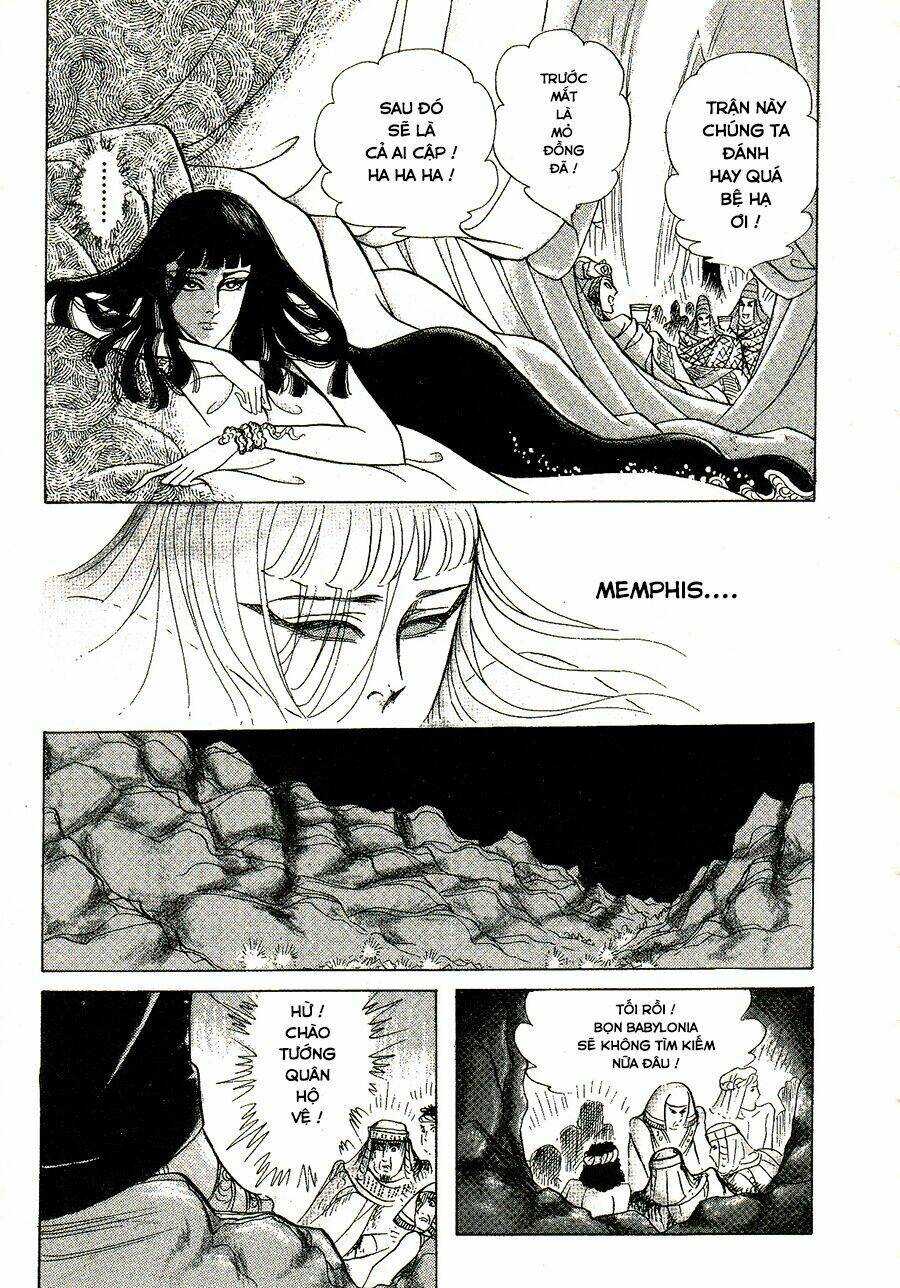 TRẬN NÀY
CHÚNG TA
ĐÁNH
HAY QUÁ
BỆ HẠ
ƠI !
TRƯỚC
MẮT
LÀ
MỎ
ĐỒNG
ĐÃ !
SAU ĐÓ
SẼ LÀ
CẢ AI CẬP !
HA HA HA !
.........
MEMPHIS....
TỐI RỒI !
BỌN BABYLONIA
SẼ KHÔNG TÌM KIẾM
NỮA ĐÂU !
HỪ !
CHÀO
TƯỚNG
QUÂN
HỘ
VỆ !